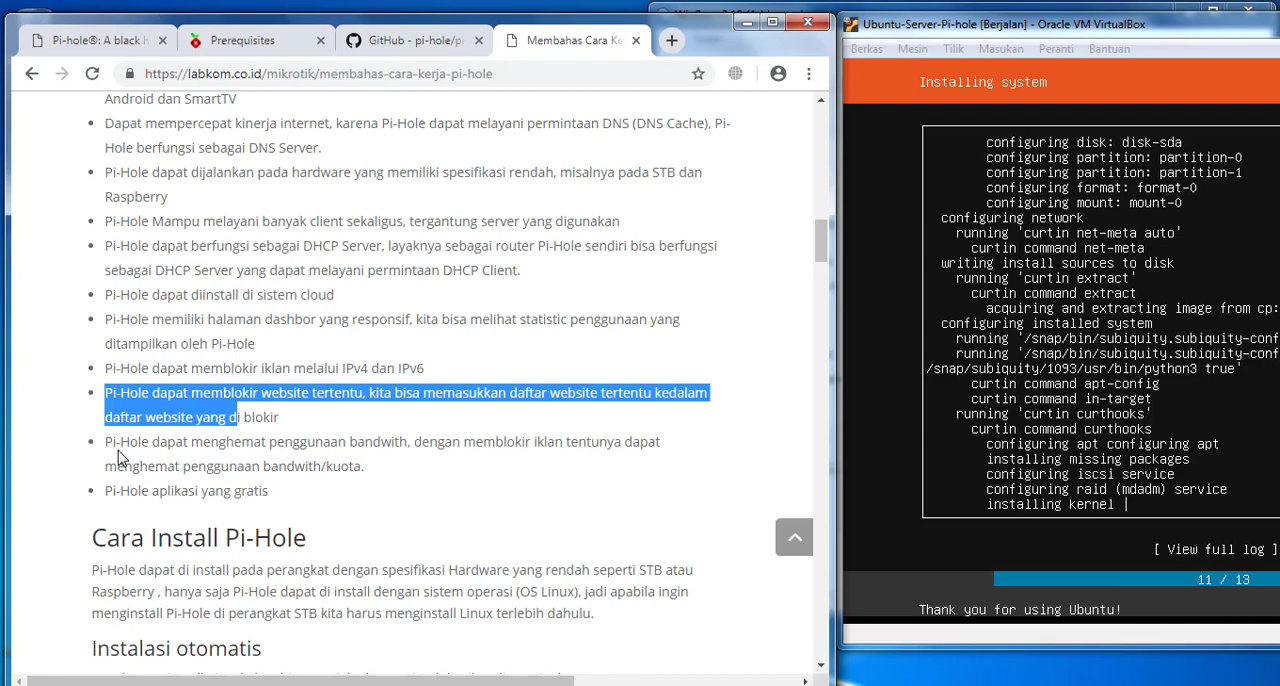 Pi-hole®: A black
Prerequisites
GitHub - pi-hole/p
Membahas Cara Ke
https://labkom.co.id/mikrotik/membahas-cara-kerja-pi-hole
Android dan SmartTV
Dapat mempercepat kinerja internet, karena Pi-Hole dapat melayani permintaan DNS (DNS Cache), Pi-
Hole berfungsi sebagai DNS Server.
Pi-Hole dapat dijalankan pada hardware yang memiliki spesifikasi rendah, misalnya pada STB dan
Raspberry
Pi-Hole Mampu melayani banyak client sekaligus, tergantung server yang digunakan
Pi-Hole dapat berfungsi sebagai DHCP Server, layaknya sebagai router Pi-Hole sendiri bisa berfungsi
sebagai DHCP Server yang dapat melayani permintaan DHCP Client.
Pi-Hole dapat diinstall di sistem cloud
Pi-Hole memiliki halaman dashbor yang responsif, kita bisa melihat statistic penggunaan yang
ditampilkan oleh Pi-Hole
Pi-Hole dapat memblokir iklan melalui IPv4 dan IPv6
Pi-Hole dapat memblokir website tertentu, kita bisa memasukkan daftar website tertentu kedalam
daftar website yang di blokir
Pi-Hole dapat menghemat penggunaan bandwith, dengan memblokir iklan tentunya dapat
menghemat penggunaan bandwith/kuota.
Pi-Hole aplikasi yang gratis
Cara Install Pi-Hole
Pi-Hole dapat di install pada perangkat dengan spesifikasi Hardware yang rendah seperti STB atau
Raspberry , hanya saja Pi-Hole dapat di install dengan sistem operasi (OS Linux), jadi apabila ingin
menginstall Pi-Hole di perangkat STB kita harus menginstall Linux terlebih dahulu.
Instalasi otomatis
Ubuntu-Server-Pi-hole [Berjalan] - Oracle VM VirtualBox
Berkas Mesin Tilik Masukan Peranti Bantuan
Installing system
configuring disk: disk-sda
configuring partition: partition-0
configuring partition: partition-1
configuring format: format-0
configuring mount: mount-0
configuring network
running 'curtin net-meta auto'
curtin command net-meta
writing install sources to disk
running 'curtin extract'
curtin command extract
acquiring and extracting image from cp:
configuring installed system
running '/snap/bin/subiquity.subiquity-conf
running '/snap/bin/subiquity.subiquity-conf
/snap/subiquity/1093/usr/bin/python3 true'
curtin command apt-config
curtin command in-target
running 'curtin curthooks'
curtin command curthooks
configuring apt configuring apt
installing missing packages
configuring iscsi service
configuring raid (mdadm) service
installing kernel |
[ View full log ]
11 / 13
Thank you for using Ubuntu!